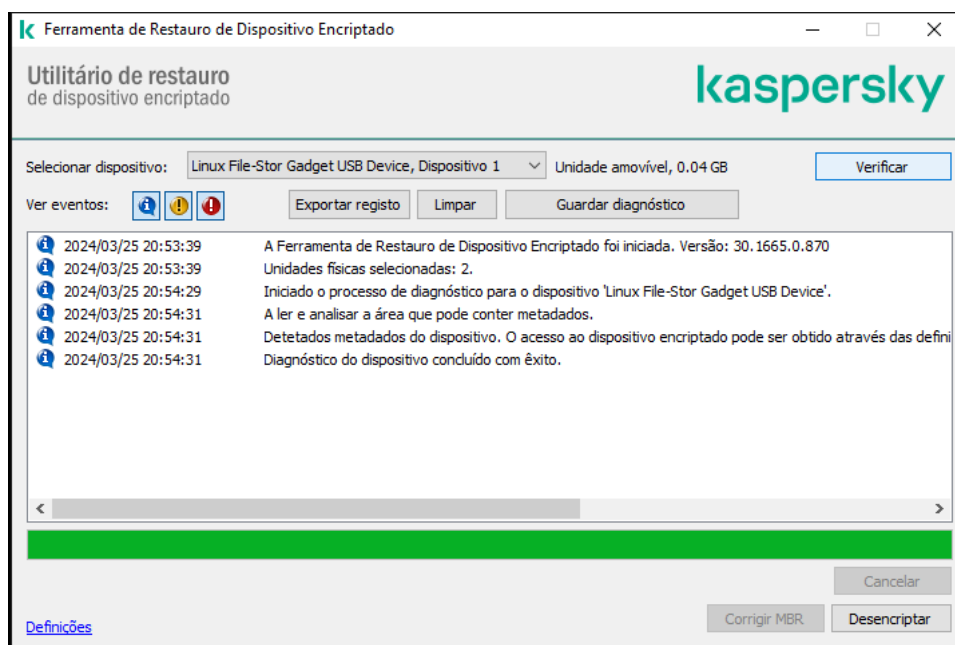 Ferramenta de Restauro de Dispositivo Encriptado
Utilitário de restauro
de dispositivo encriptado
kaspersky
Selecionar dispositivo: Linux File-Stor Gadget USB Device, Dispositivo 1 Unidade amovível, 0.04 GB Verificar
Ver eventos: Exportar registo Limpar Guardar diagnóstico
2024/03/25 20:53:39 A Ferramenta de Restauro de Dispositivo Encriptado foi iniciada. Versão: 30.1665.0.870
2024/03/25 20:53:39 Unidades físicas selecionadas: 2.
2024/03/25 20:54:29 Iniciado o processo de diagnóstico para o dispositivo 'Linux File-Stor Gadget USB Device'.
2024/03/25 20:54:31 A ler e analisar a área que pode conter metadados.
2024/03/25 20:54:31 Detetados metadados do dispositivo. O acesso ao dispositivo encriptado pode ser obtido através das defini
2024/03/25 20:54:31 Diagnóstico do dispositivo concluído com êxito.
Cancelar
Definições Corrigir MBR Desencriptar